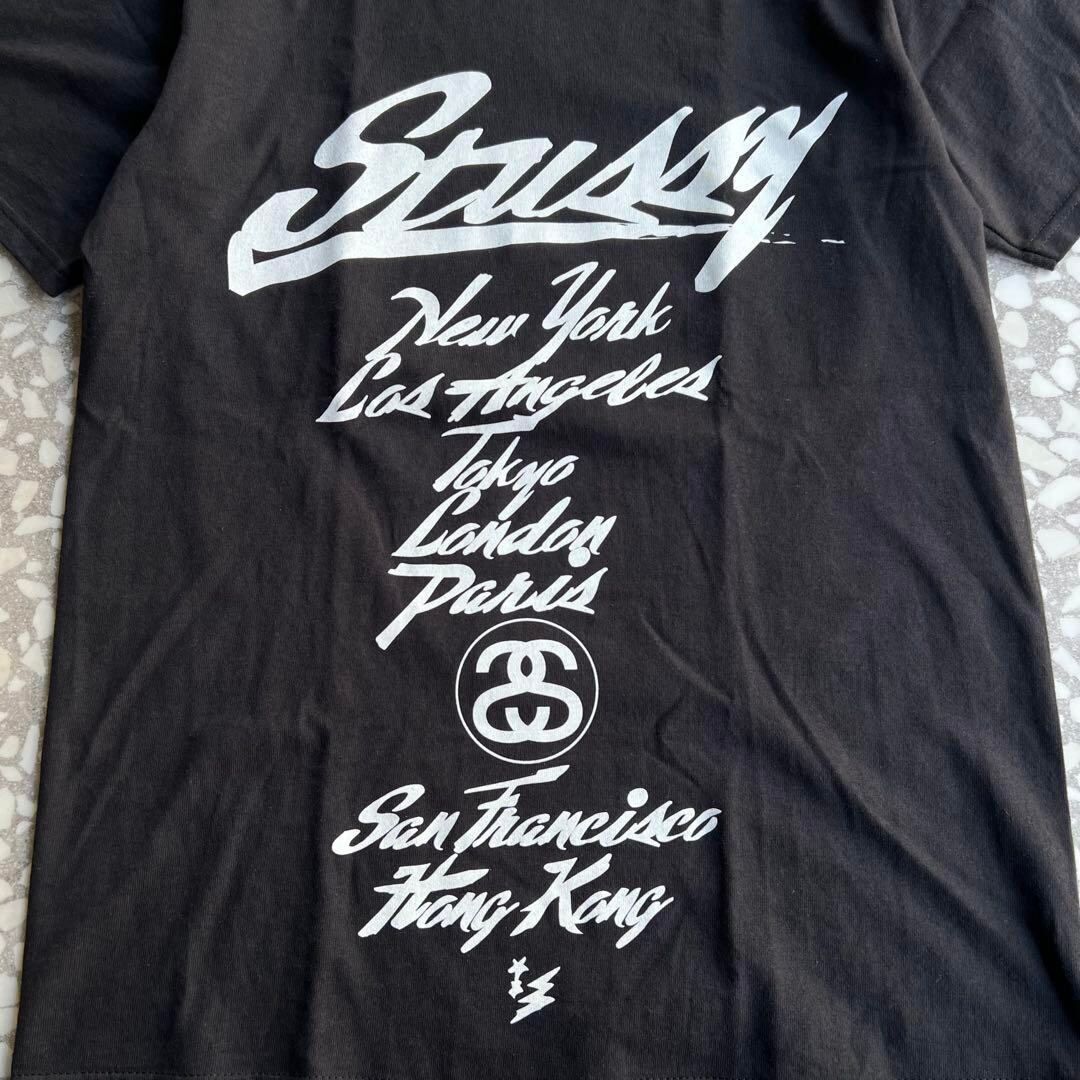 Stussy
New York
Los Angeles
Tokyo
London
Paris
San Francisco
Hong Kong